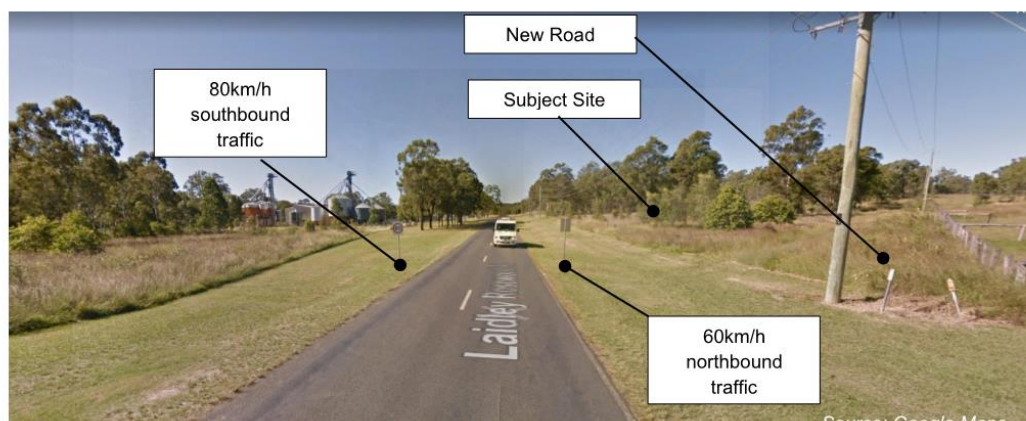 New Road
80km/h
southbound
traffic
Subject Site
Laidley
60km/h
northbound
traffic
Source: Google Maps